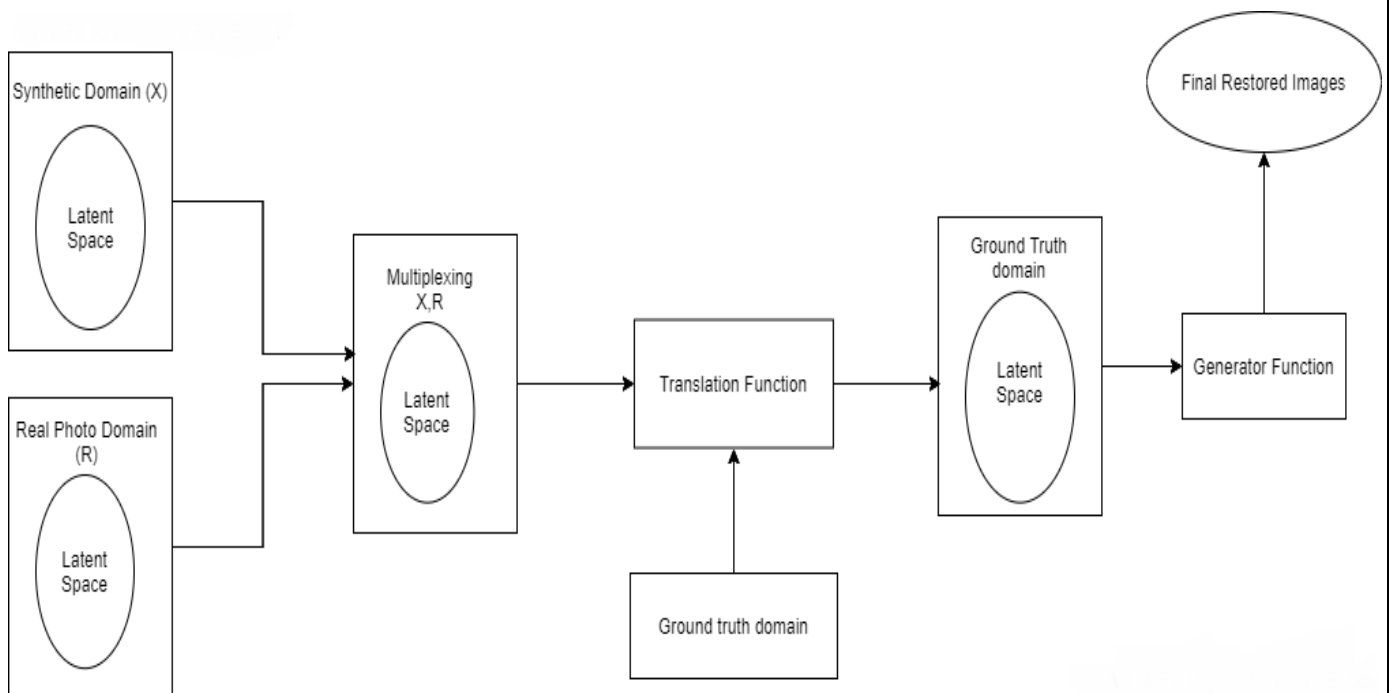 Synthetic Domain (X)
Latent
Space
Real Photo Domain
(R)
Latent
Space
Multiplexing
X,R
Latent
Space
Translation Function
Ground truth domain
Ground Truth
domain
Latent
Space
Generator Function
Final Restored Images